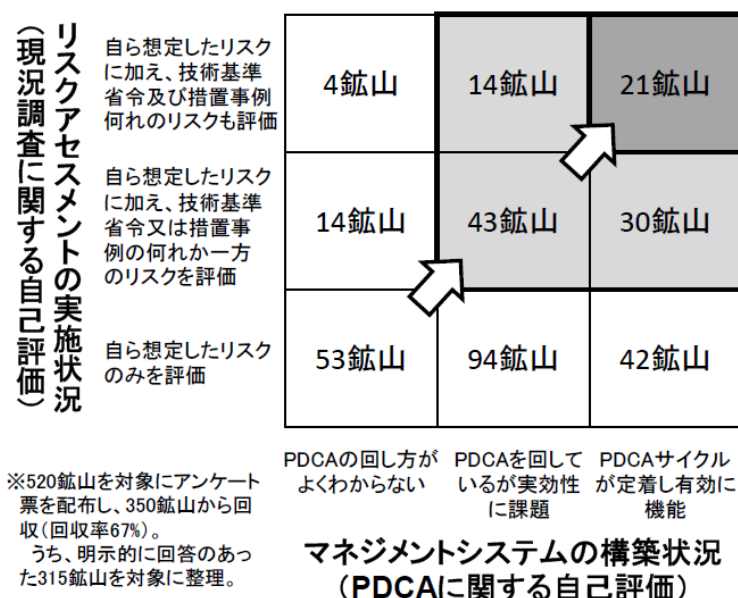 リスクアセスメントの実施状況
（現況調査に関する自己評価）
自ら想定したリスク
に加え、技術基準
省令及び措置事例
何れのリスクも評価
4鉱山
14鉱山
21鉱山
自ら想定したリスク
に加え、技術基準
省令又は措置事
例の何れか一方
のリスクを評価
14鉱山
43鉱山
30鉱山
自ら想定したリスク
のみを評価
53鉱山
94鉱山
42鉱山
PDCAの回し方が
よくわからない
PDCAを回して
いるが実効性
に課題
PDCAサイクル
が定着し有効に
機能
マネジメントシステムの構築状況
（PDCAに関する自己評価）
※520鉱山を対象にアンケート
票を配布し、350鉱山から回
収(回収率67%)。
うち、明示的に回答のあっ
た315鉱山を対象に整理。